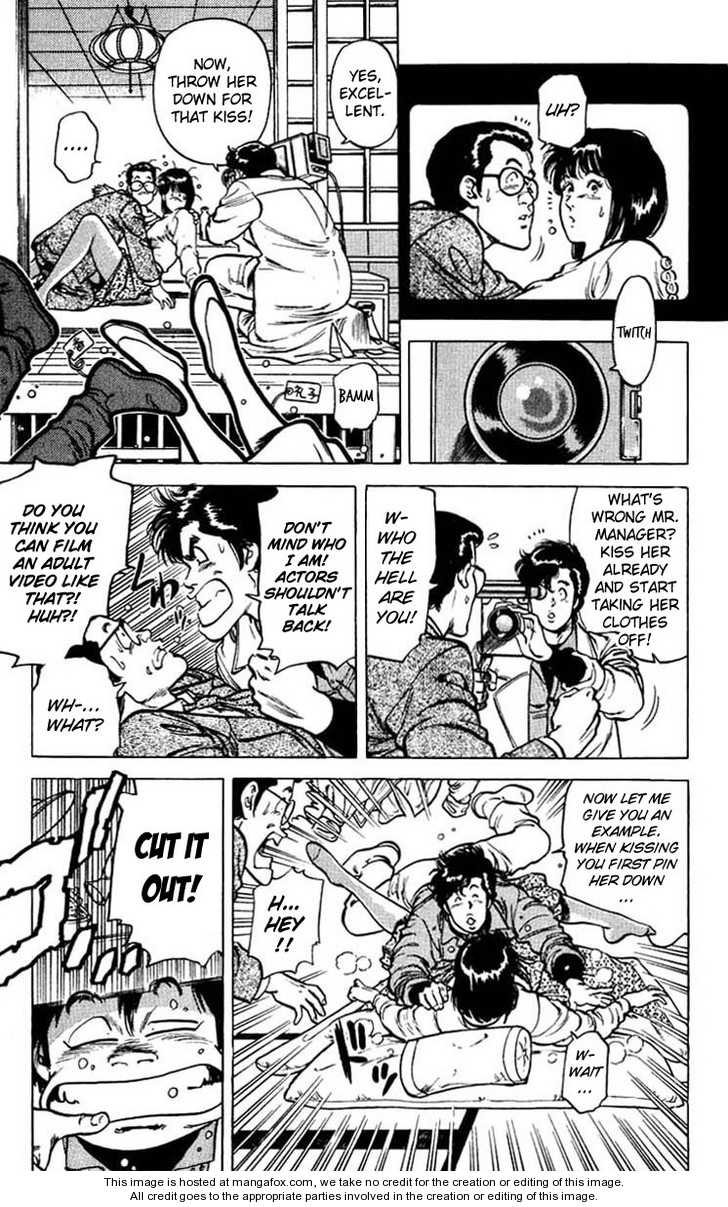 UH?
YES,
EXCEL-
LENT.
NOW,
THROW HER
DOWN FOR
THAT KISS!
....
TWITCH
BAMM
WHAT'S
WRONG MR.
MANAGER?
KISS HER
ALREADY
AND START
TAKING HER
CLOTHES
OFF!
W-
WHO
THE
HELL
ARE
YOU!
DON'T
MIND WHO
I AM!
ACTORS
SHOULDN'T
TALK
BACK!
DO YOU
THINK YOU
CAN FILM
AN ADULT
VIDEO LIKE
THAT?!
HUH?!
WH-...
WHAT?
NOW LET ME
GIVE YOU AN
EXAMPLE.
WHEN KISSING
YOU FIRST PIN
HER DOWN
...
H...
HEY
!!
W-
WAIT
...
CUT IT
OUT!
This image is hosted at mangafox.com, we take no credit for the creation or editing of this image.
All credit goes to the appropriate parties involved in the creation or editing of this image.